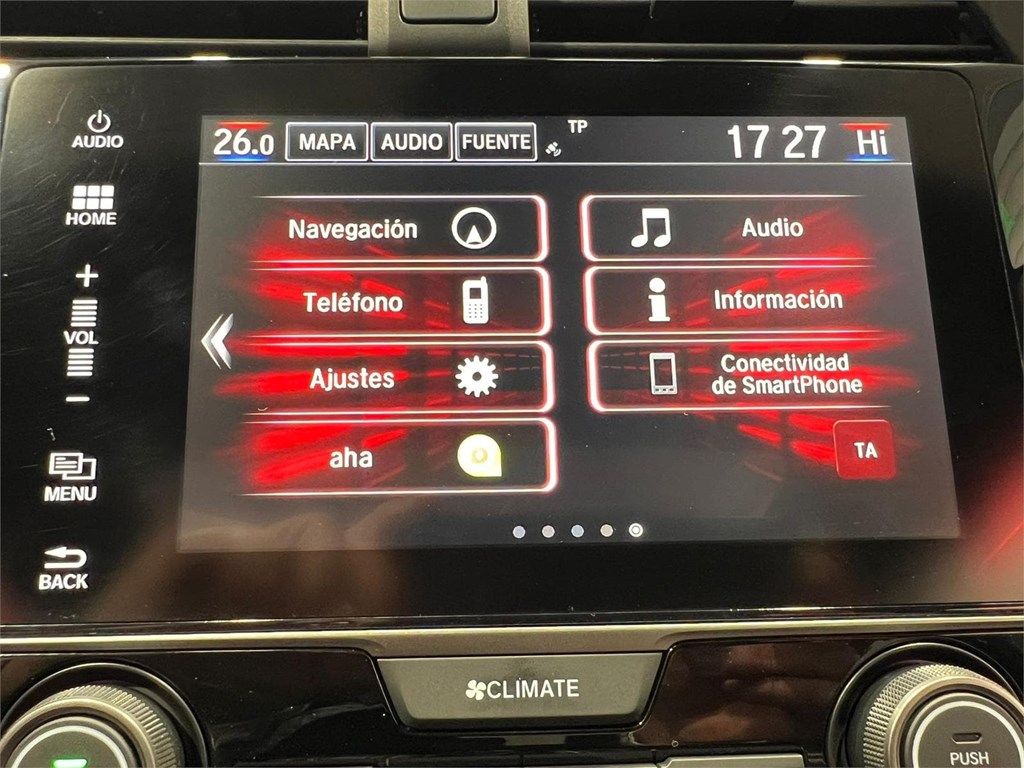 AUDIO
HOME
+
VOL
-
MENU
BACK
26.0 MAPA AUDIO FUENTE TP 17 27 Hi
Navegación
Audio
Teléfono
Información
Ajustes
Conectividad
de SmartPhone
aha
TA
CLIMATE
PUSH